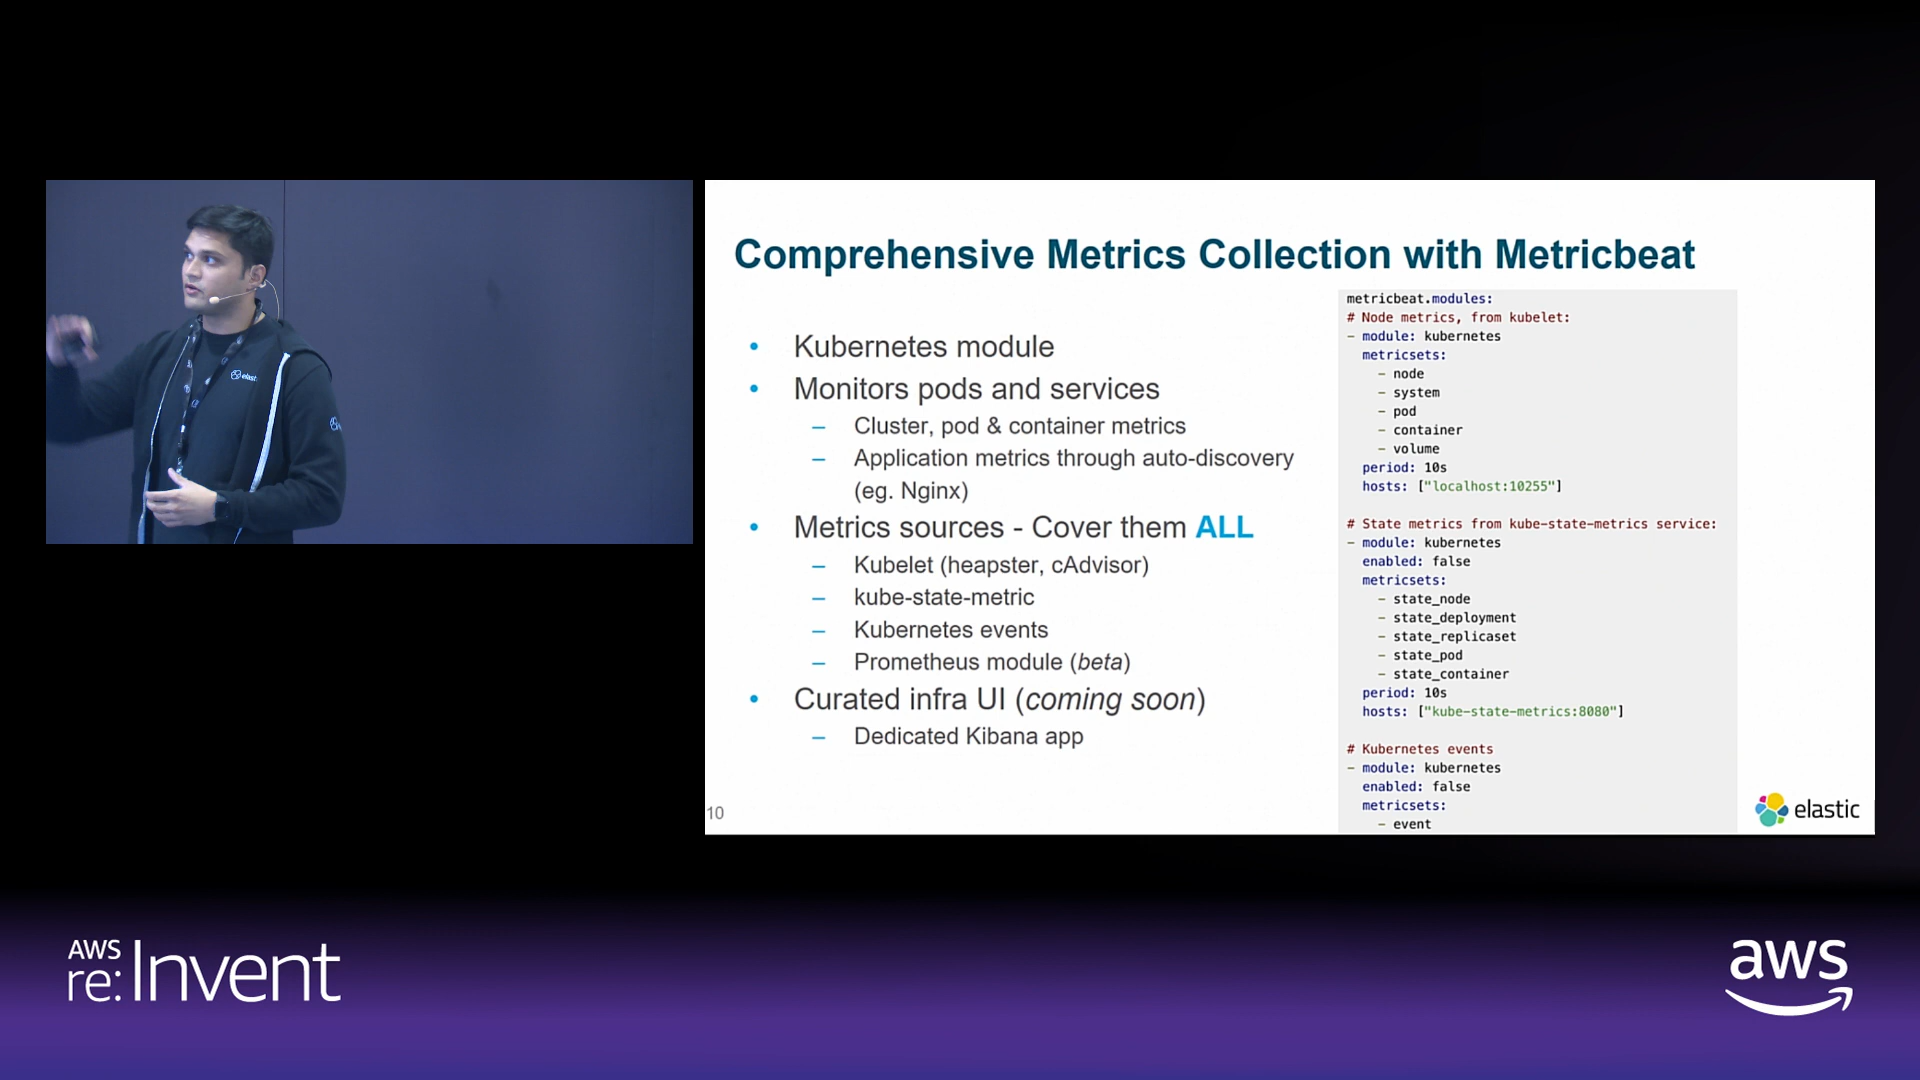 Comprehensive Metrics Collection with Metricbeat
• Kubernetes module
• Monitors pods and services
– Cluster, pod & container metrics
– Application metrics through auto-discovery
(eg. Nginx)
• Metrics sources - Cover them ALL
– Kubelet (heapster, cAdvisor)
– kube-state-metric
– Kubernetes events
– Prometheus module (beta)
• Curated infra UI (coming soon)
– Dedicated Kibana app
10
metricbeat.modules:
# Node metrics, from kubelet:
- module: kubernetes
metricsets:
- node
- system
- pod
- container
- volume
period: 10s
hosts: ["localhost:10255"]
# State metrics from kube-state-metrics service:
- module: kubernetes
enabled: false
metricsets:
- state_node
- state_deployment
- state_replicaset
- state_pod
- state_container
period: 10s
hosts: ["kube-state-metrics:8080"]
# Kubernetes events
- module: kubernetes
enabled: false
metricsets:
- event
elastic
elastic
AWS
re:Invent
aws